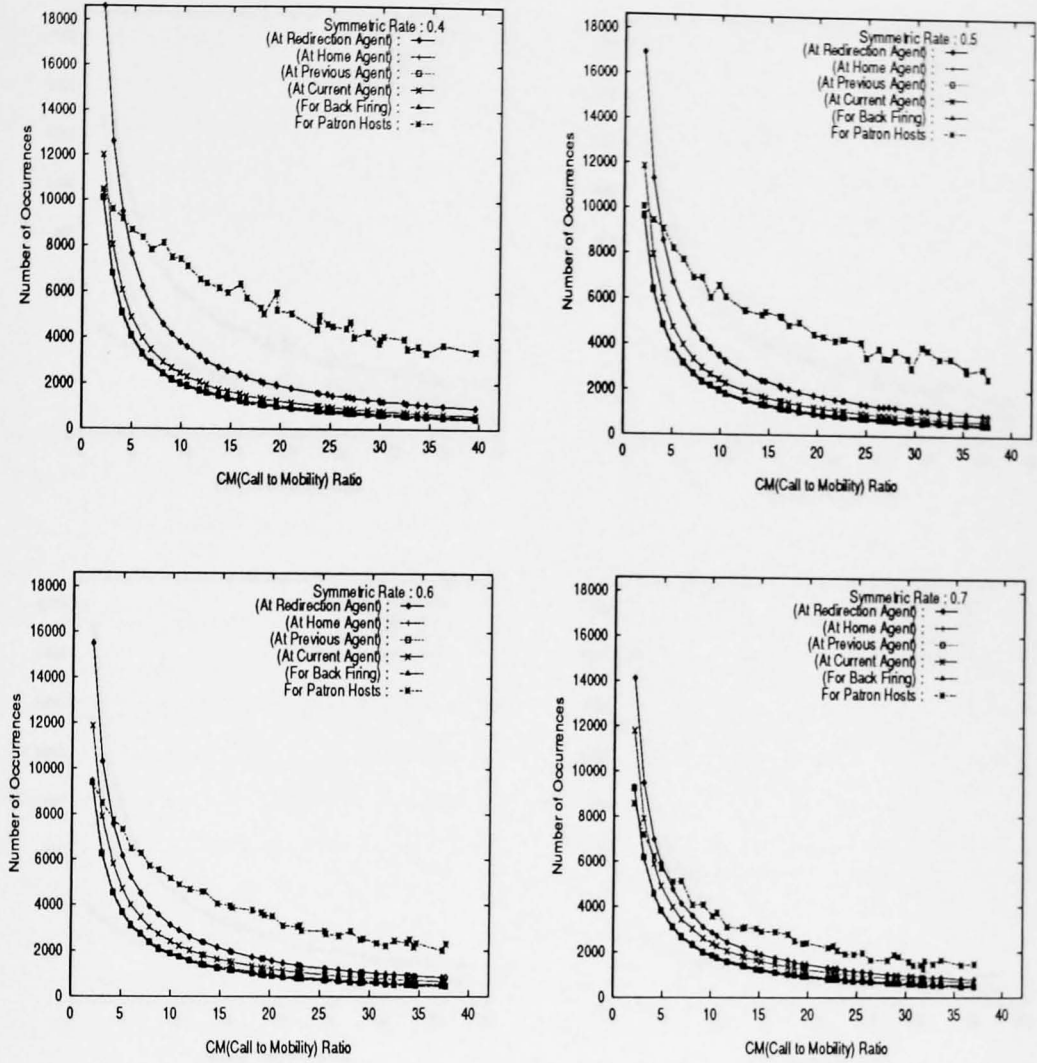 Symmetric Rate : 0.4
(At Redirection Agent) :
(At Home Agent) :
(At Previous Agent) :
(At Current Agent) :
(For Back Firing) :
For Patron Hosts :
18000
16000
14000
12000
10000
8000
6000
4000
2000
0
Number of Occurrences
0 5 10 15 20 25 30 35 40
CM(Call to Mobility) Ratio
Symmetric Rate : 0.5
(At Redirection Agent) :
(At Home Agent) :
(At Previous Agent) :
(At Current Agent) :
(For Back Firing) :
For Patron Hosts :
18000
16000
14000
12000
10000
8000
6000
4000
2000
0
Number of Occurrences
0 5 10 15 20 25 30 35 40
CM(Call to Mobility) Ratio
Symmetric Rate : 0.6
(At Redirection Agent) :
(At Home Agent) :
(At Previous Agent) :
(At Current Agent) :
(For Back Firing) :
For Patron Hosts :
18000
16000
14000
12000
10000
8000
6000
4000
2000
0
Number of Occurrences
0 5 10 15 20 25 30 35 40
CM(Call to Mobility) Ratio
Symmetric Rate : 0.7
(At Redirection Agent) :
(At Home Agent) :
(At Previous Agent) :
(At Current Agent) :
(For Back Firing) :
For Patron Hosts :
18000
16000
14000
12000
10000
8000
6000
4000
2000
0
Number of Occurrences
0 5 10 15 20 25 30 35 40
CM(Call to Mobility) Ratio